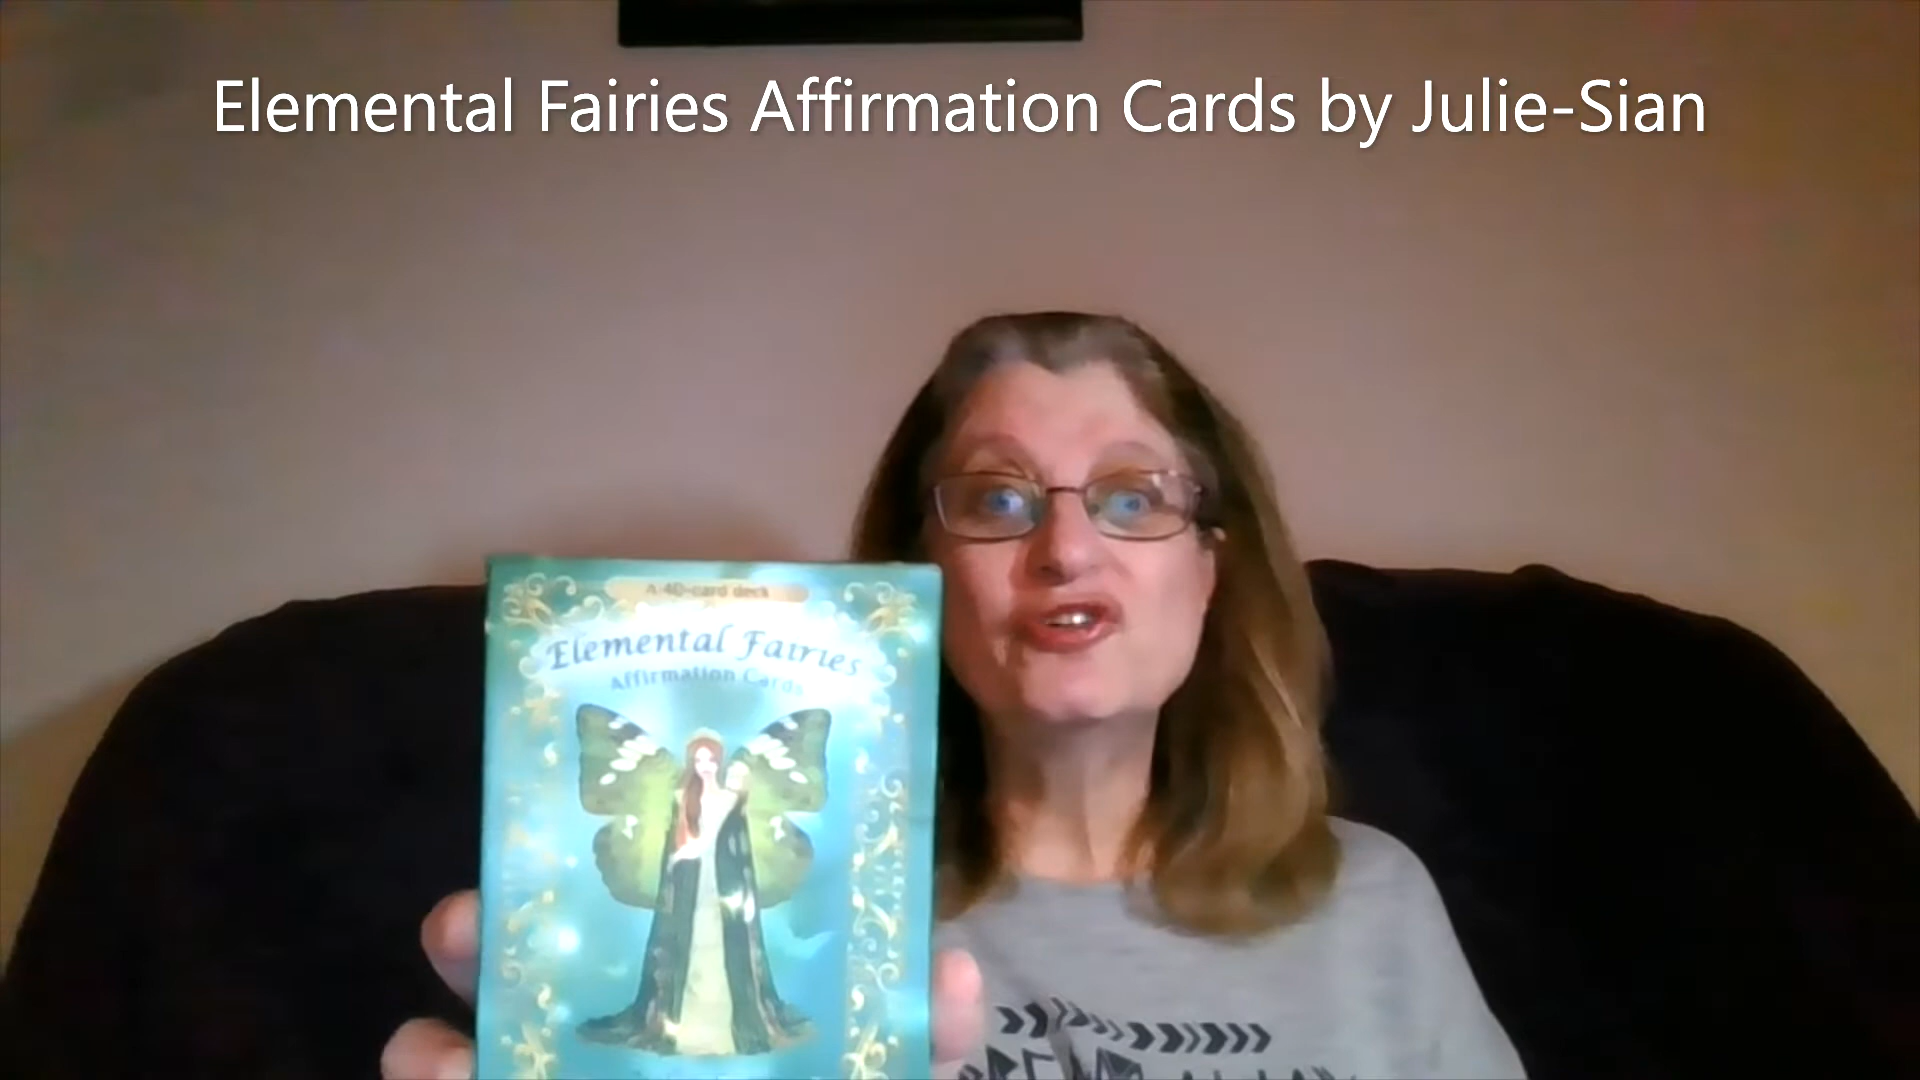 Elemental Fairies Affirmation Cards by Julie-Sian
A 40-card deck
Elemental Fairies
Affirmation Cards